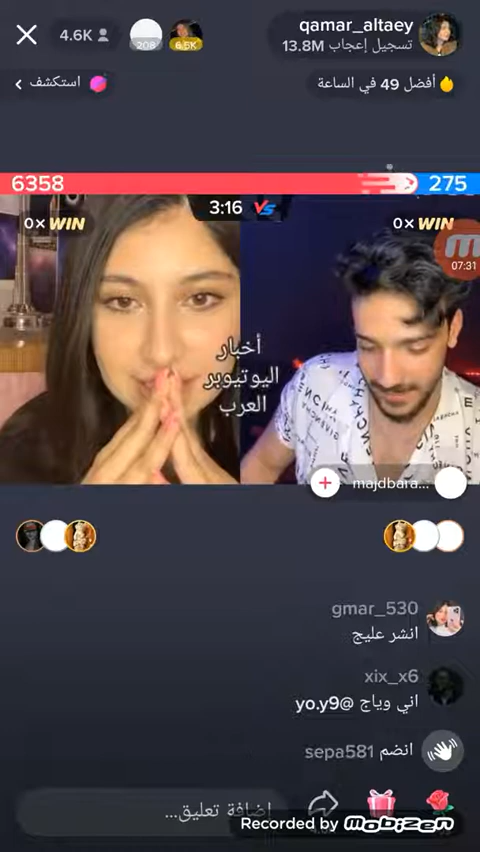 qamar_altaey
13.8M تسجيل إعجاب
4.6K
208
6.5K
أفضل 49 في الساعة
استكشف
6358
275
3:16
VS
0× WIN
0× WIN
07:31
أخبار
اليوتيوبر
العرب
majdbara..:
gmar_530
انشر عليج
xix_x6
اني وياج @yo.y9
sepa581 انضم
إضافة تعليق...
Recorded by mobizen